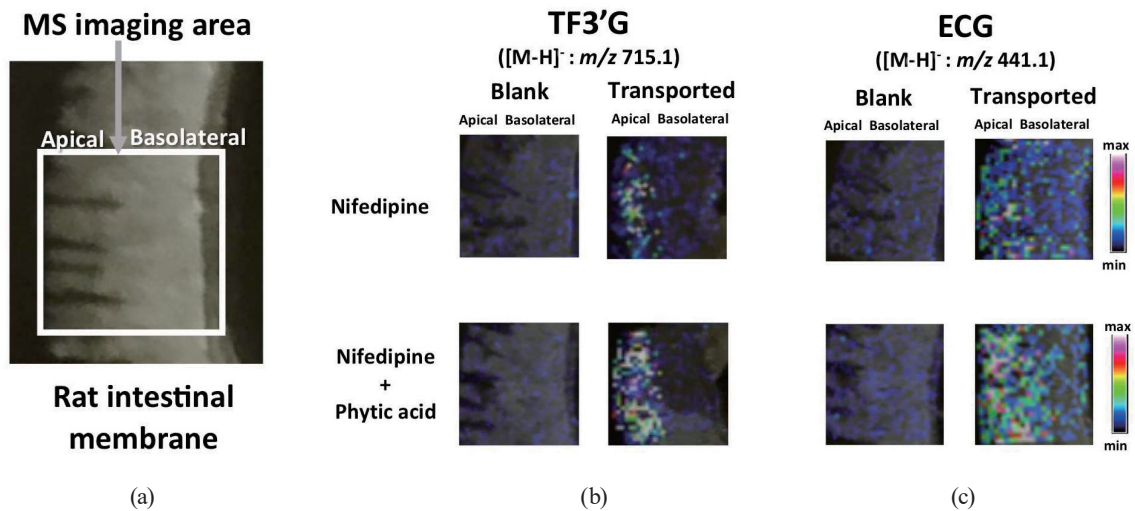 MS imaging area
Apical Basolateral
Rat intestinal
membrane
(a)
TF3’G
([M-H]- : m/z 715.1)
Blank Transported
Apical Basolateral Apical Basolateral
Nifedipine
Nifedipine
+
Phytic acid
(b)
ECG
([M-H]- : m/z 441.1)
Blank Transported
Apical Basolateral Apical Basolateral
max
min
max
min
(c)